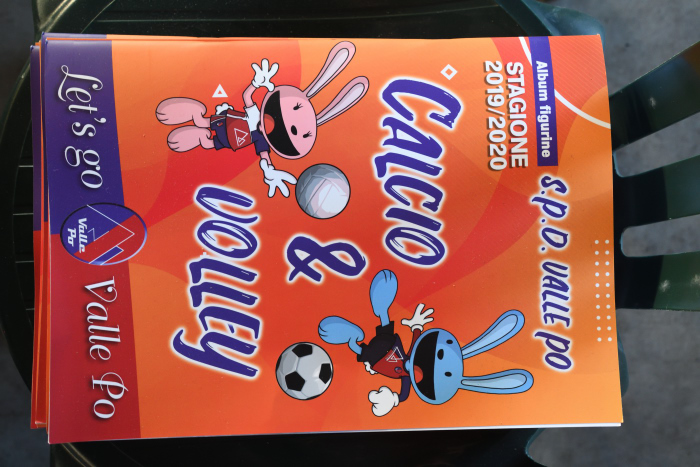 Album figurine
STAGIONE
2019/2020
S.P.D. VALLE PO
CALCIO
&
VOLLEY
Let's go
Valle
Po
Valle Po